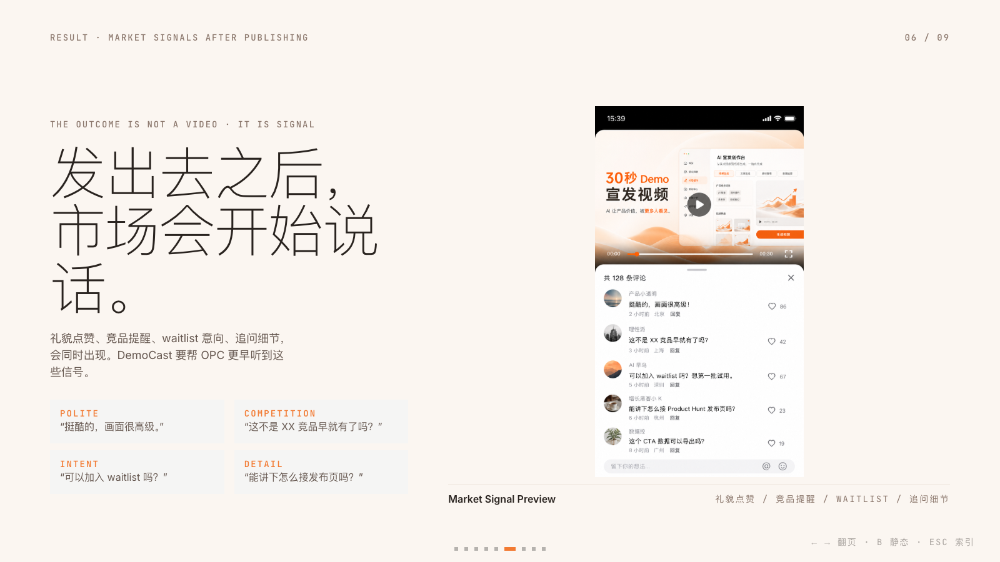 RESULT · MARKET SIGNALS AFTER PUBLISHING
06 / 09
THE OUTCOME IS NOT A VIDEO · IT IS SIGNAL
发出去之后，
市场会开始说
话。
礼貌点赞、竞品提醒、waitlist 意向、追问细节，
会同时出现。DemoCast 要帮 OPC 更早听到这
些信号。
POLITE
“挺酷的，画面很高级。”
COMPETITION
“这不是 XX 竞品早就有了吗？”
INTENT
“可以加入 waitlist 吗？”
DETAIL
“能讲下怎么接发布页吗？”
15:39
30秒 Demo
宣发视频
AI 让产品价值，被更多人看见。
AI 宣发创作台
生成视频
00:00
00:30
共 128 条评论
产品小透明
挺酷的，画面很高级！
2 小时前 北京 回复
86
理性派
这不是 XX 竞品早就有了吗？
3 小时前 上海 回复
42
AI 早鸟
可以加入 waitlist 吗？想第一批试用。
5 小时前 深圳 回复
67
增长黑客小 K
能讲下怎么接 Product Hunt 发布页吗？
6 小时前 杭州 回复
23
数据控
这个 CTA 数据可以导出吗？
8 小时前 广州 回复
19
留下你的想法...
Market Signal Preview
礼貌点赞 / 竞品提醒 / WAITLIST / 追问细节
← → 翻页 · B 静态 · ESC 索引